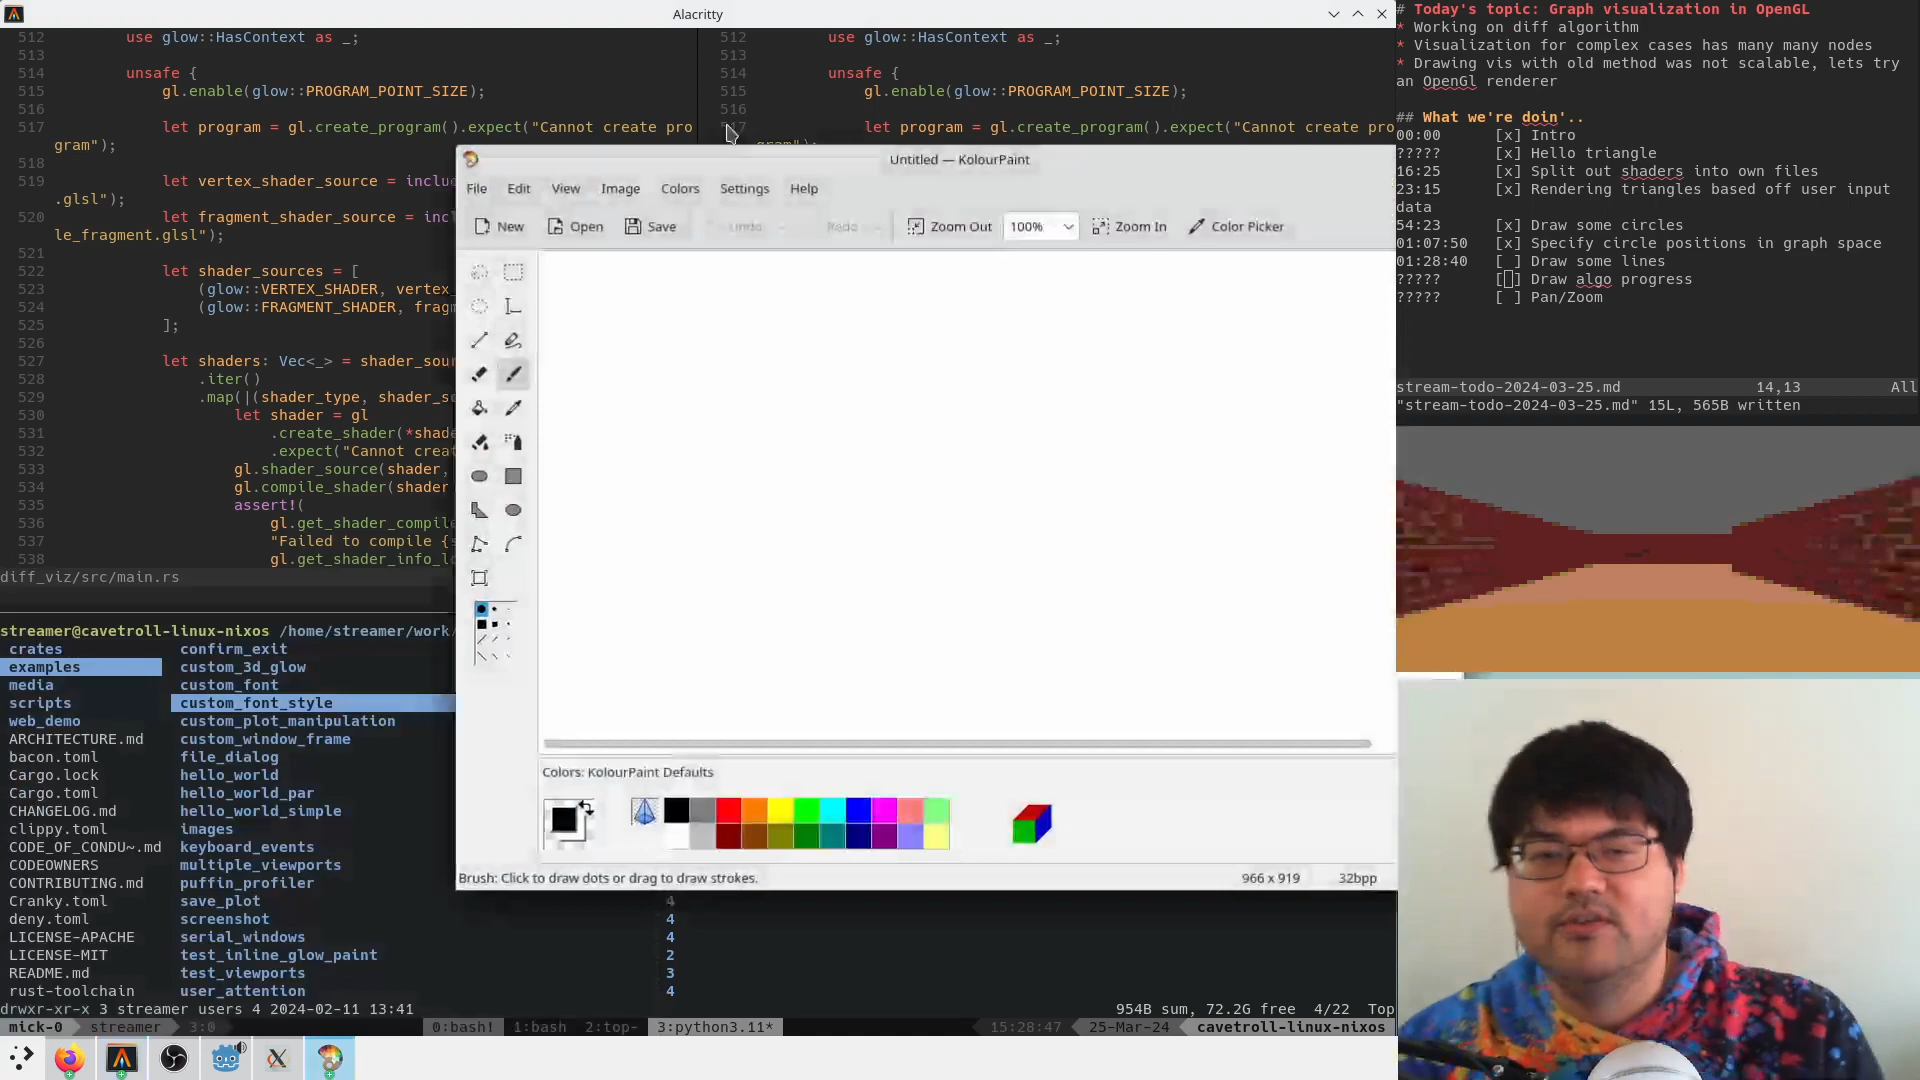 Alacritty
512 use glow::HasContext as _;
513
514 unsafe {
515 gl.enable(glow::PROGRAM_POINT_SIZE);
516
517 let program = gl.create_program().expect("Cannot create pro
gram");
518
519 let vertex_shader_source = inclu
.glsl");
520 let fragment_shader_source = incl
le_fragment.glsl");
521
522 let shader_sources = [
523 (glow::VERTEX_SHADER, vertex_
524 (glow::FRAGMENT_SHADER, fragm
525 ];
526
527 let shaders: Vec<_> = shader_sour
528 .iter()
529 .map(|(shader_type, shader_so
530 let shader = gl
531 .create_shader(*shade
532 .expect("Cannot creat
533 gl.shader_source(shader,
534 gl.compile_shader(shader
535 assert!(
536 gl.get_shader_compile
537 "Failed to compile {s
538 gl.get_shader_info_lo
diff_viz/src/main.rs
512 use glow::HasContext as _;
513
514 unsafe {
515 gl.enable(glow::PROGRAM_POINT_SIZE);
516
517 let program = gl.create_program().expect("Cannot create pro
gram");
Untitled — KolourPaint
File Edit View Image Colors Settings Help
New Open Save Undo Redo Zoom Out 100% Zoom In Color Picker
Colors: KolourPaint Defaults
Brush: Click to draw dots or drag to draw strokes. 966 x 919 32bpp
streamer@cavetroll-linux-nixos /home/streamer/work/
crates confirm_exit
examples custom_3d_glow
media custom_font
scripts custom_font_style
web_demo custom_plot_manipulation
ARCHITECTURE.md custom_window_frame
bacon.toml file_dialog
Cargo.lock hello_world
Cargo.toml hello_world_par
CHANGELOG.md hello_world_simple
clippy.toml images
CODE_OF_CONDU~.md keyboard_events
CODEOWNERS multiple_viewports
CONTRIBUTING.md puffin_profiler
Cranky.toml save_plot 4
deny.toml screenshot 4
LICENSE-APACHE serial_windows 4
LICENSE-MIT test_inline_glow_paint 2
README.md test_viewports 3
rust-toolchain user_attention 4
drwxr-xr-x 3 streamer users 4 2024-02-11 13:41 954B sum, 72.2G free 4/22 Top
mick-0 streamer 3:0 0:bash! 1:bash 2:top- 3:python3.11* 15:28:47 25-Mar-24 cavetroll-linux-nixos
# Today's topic: Graph visualization in OpenGL
* Working on diff algorithm
* Visualization for complex cases has many many nodes
* Drawing vis with old method was not scalable, lets try
an OpenGl renderer
## What we're doin'..
00:00 [x] Intro
????? [x] Hello triangle
16:25 [x] Split out shaders into own files
23:15 [x] Rendering triangles based off user input
data
54:23 [x] Draw some circles
01:07:50 [x] Specify circle positions in graph space
01:28:40 [ ] Draw some lines
????? [ ] Draw algo progress
????? [ ] Pan/Zoom
stream-todo-2024-03-25.md 14,13 All
"stream-todo-2024-03-25.md" 15L, 565B written